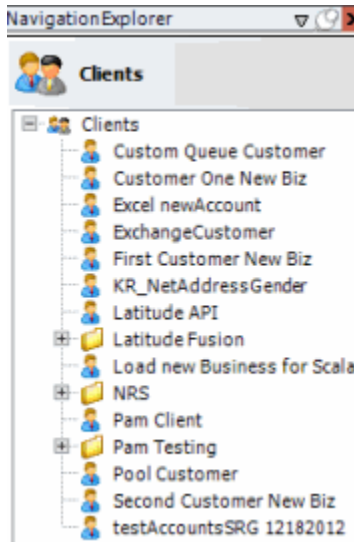 NavigationExplorer
Clients
Clients
Custom Queue Customer
Customer One New Biz
Excel newAccount
ExchangeCustomer
First Customer New Biz
KR_NetAddressGender
Latitude API
Latitude Fusion
Load new Business for Scala
NRS
Pam Client
Pam Testing
Pool Customer
Second Customer New Biz
testAccountsSRG 12182012